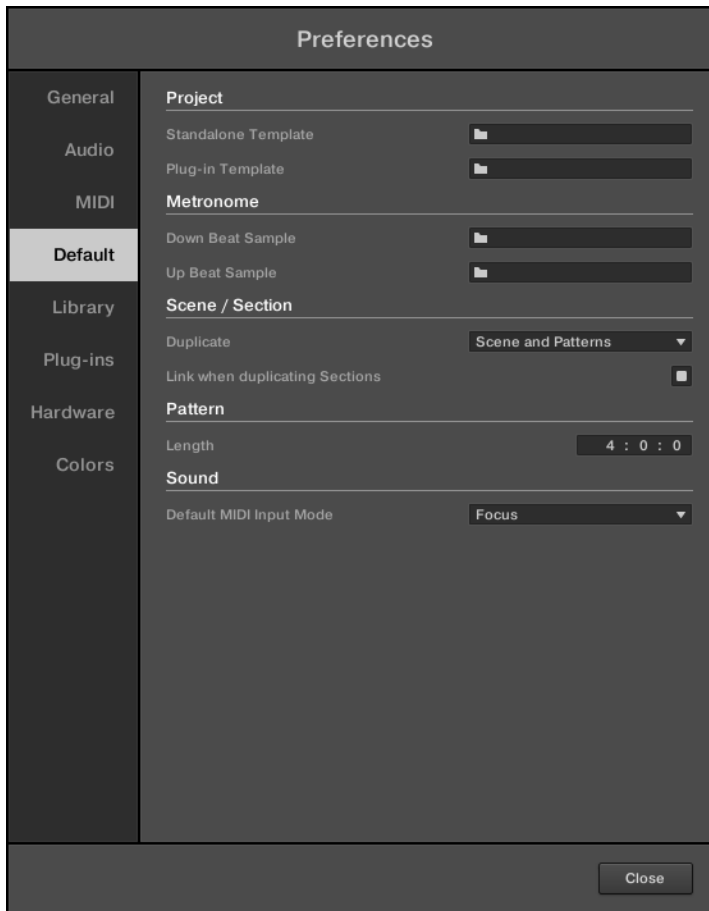 Preferences
General
Audio
MIDI
Default
Library
Plug-ins
Hardware
Colors
Project
Standalone Template
Plug-in Template
Metronome
Down Beat Sample
Up Beat Sample
Scene / Section
Duplicate Scene and Patterns
Link when duplicating Sections
Pattern
Length 4 : 0 : 0
Sound
Default MIDI Input Mode Focus
Close